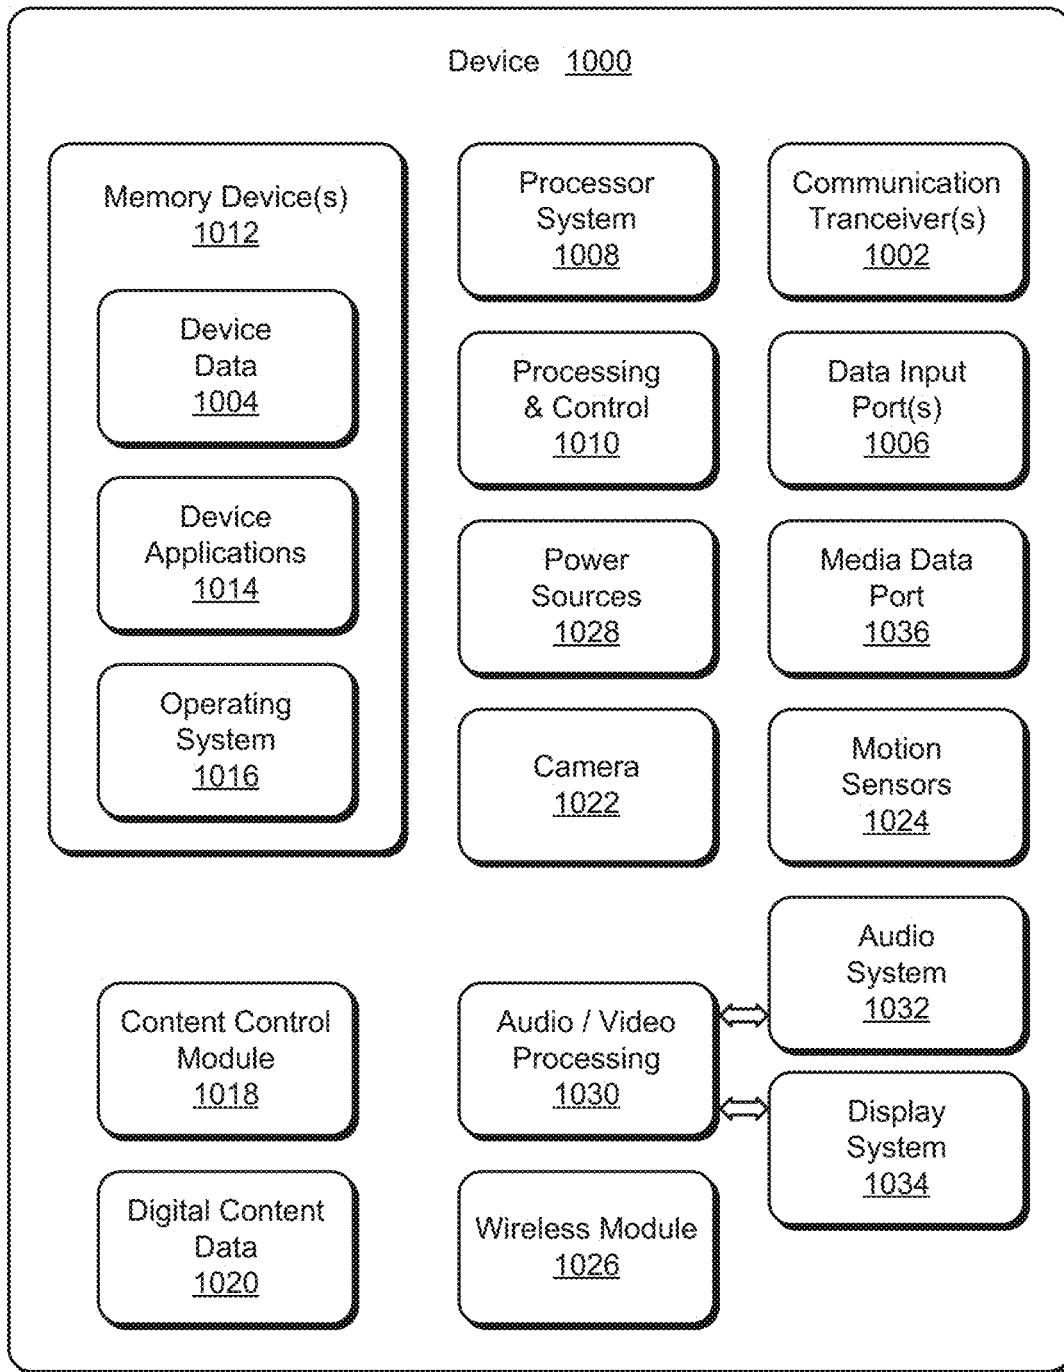 Device 1000
Memory Device(s)
1012
Device
Data
1004
Device
Applications
1014
Operating
System
1016
Processor
System
1008
Communication
Tranceiver(s)
1002
Processing
& Control
1010
Data Input
Port(s)
1006
Power
Sources
1028
Media Data
Port
1036
Camera
1022
Motion
Sensors
1024
Audio
System
1032
Content Control
Module
1018
Audio / Video
Processing
1030
Display
System
1034
Digital Content
Data
1020
Wireless Module
1026